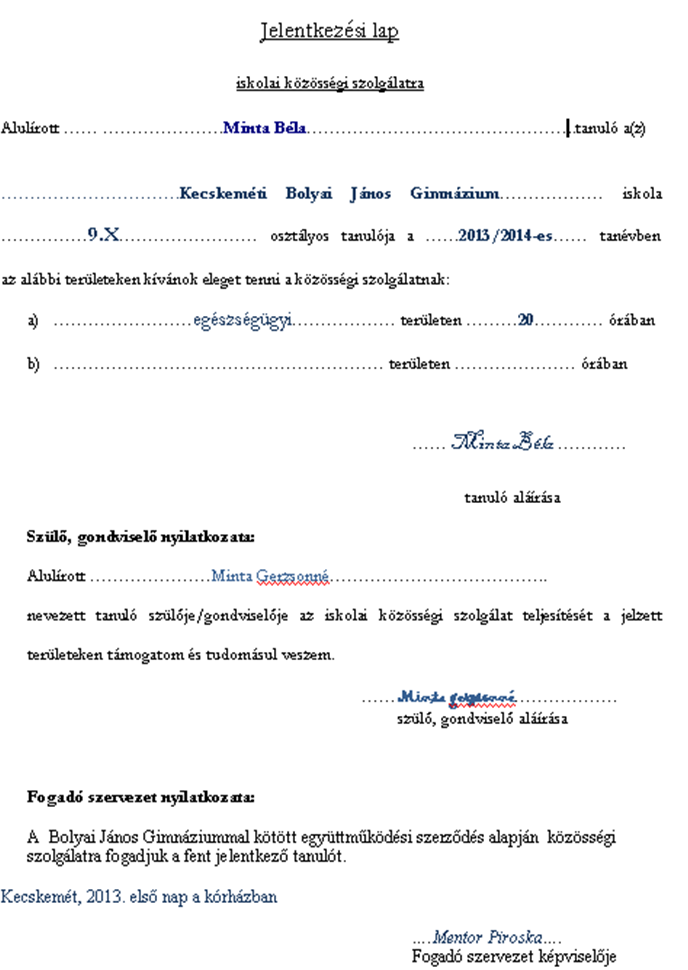 Jelentkezési lap
iskolai közösségi szolgálatra
Alulírott …… …………………Minta Béla……………………………………….tanuló a(z)
…………………………Kecskeméti Bolyai János Gimnázium……………… iskola
……………9.X…………………… osztályos tanulója a ……2013/2014-es…… tanévben
az alábbi területeken kívánok eleget tenni a közösségi szolgálatnak:
a) ……………………egészségügyi……………… területen ………20………… órában
b) ………………………………………………… területen ………………… órában
…… Minta Béla …………
tanuló aláírása
Szülő, gondviselő nyilatkozata:
Alulírott …………………Minta Gerzsonné………………………………..
nevezett tanuló szülője/gondviselője az iskolai közösségi szolgálat teljesítését a jelzett
területeken támogatom és tudomásul veszem.
……Minta gerzsonné………………
szülő, gondviselő aláírása
Fogadó szervezet nyilatkozata:
A Bolyai János Gimnáziummal kötött együttműködési szerződés alapján közösségi
szolgálatra fogadjuk a fent jelentkező tanulót.
Kecskemét, 2013. első nap a kórházban
….Mentor Piroska….
Fogadó szervezet képviselője